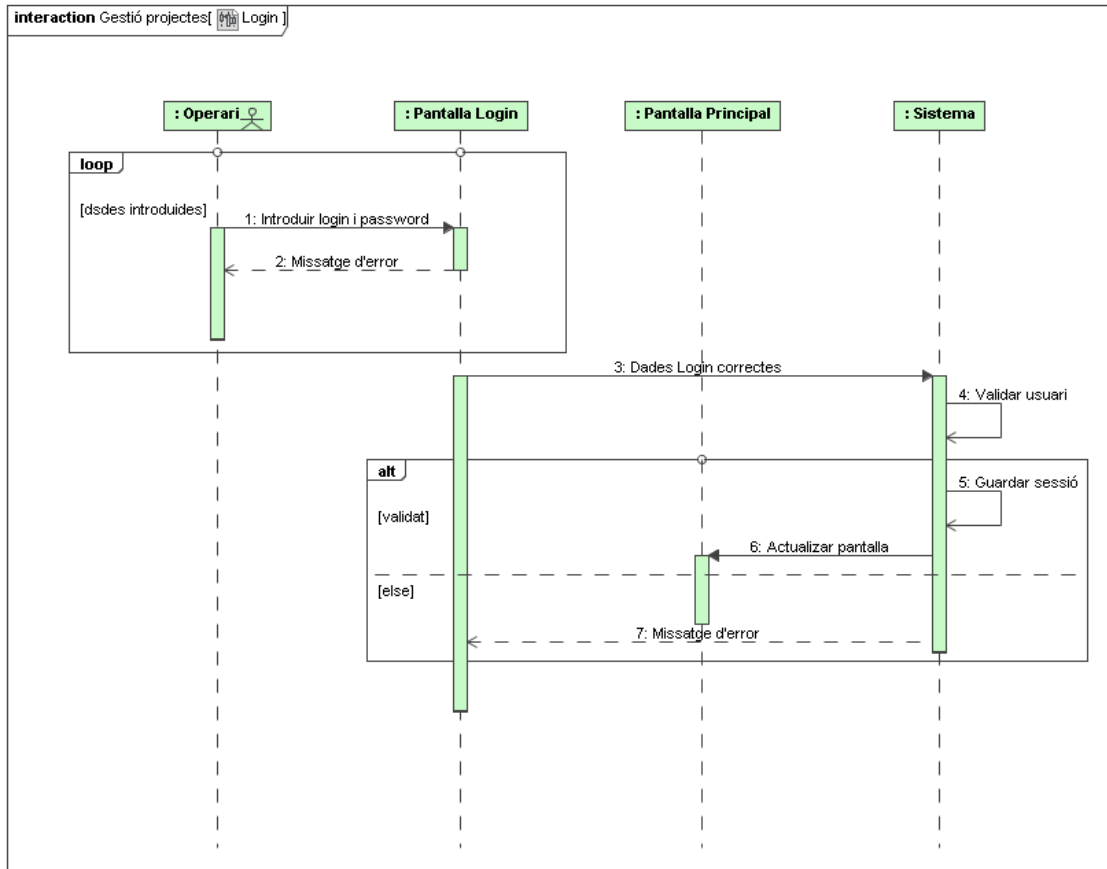 interaction Gestió projectes[ Login ]
: Operari
: Pantalla Login
: Pantalla Principal
: Sistema
loop
[dsdes introduides]
1: Introduir login i password
2: Missatge d'error
3: Dades Login correctes
4: Validar usuari
alt
5: Guardar sessió
[validat]
6: Actualizar pantalla
[else]
7: Missatge d'error